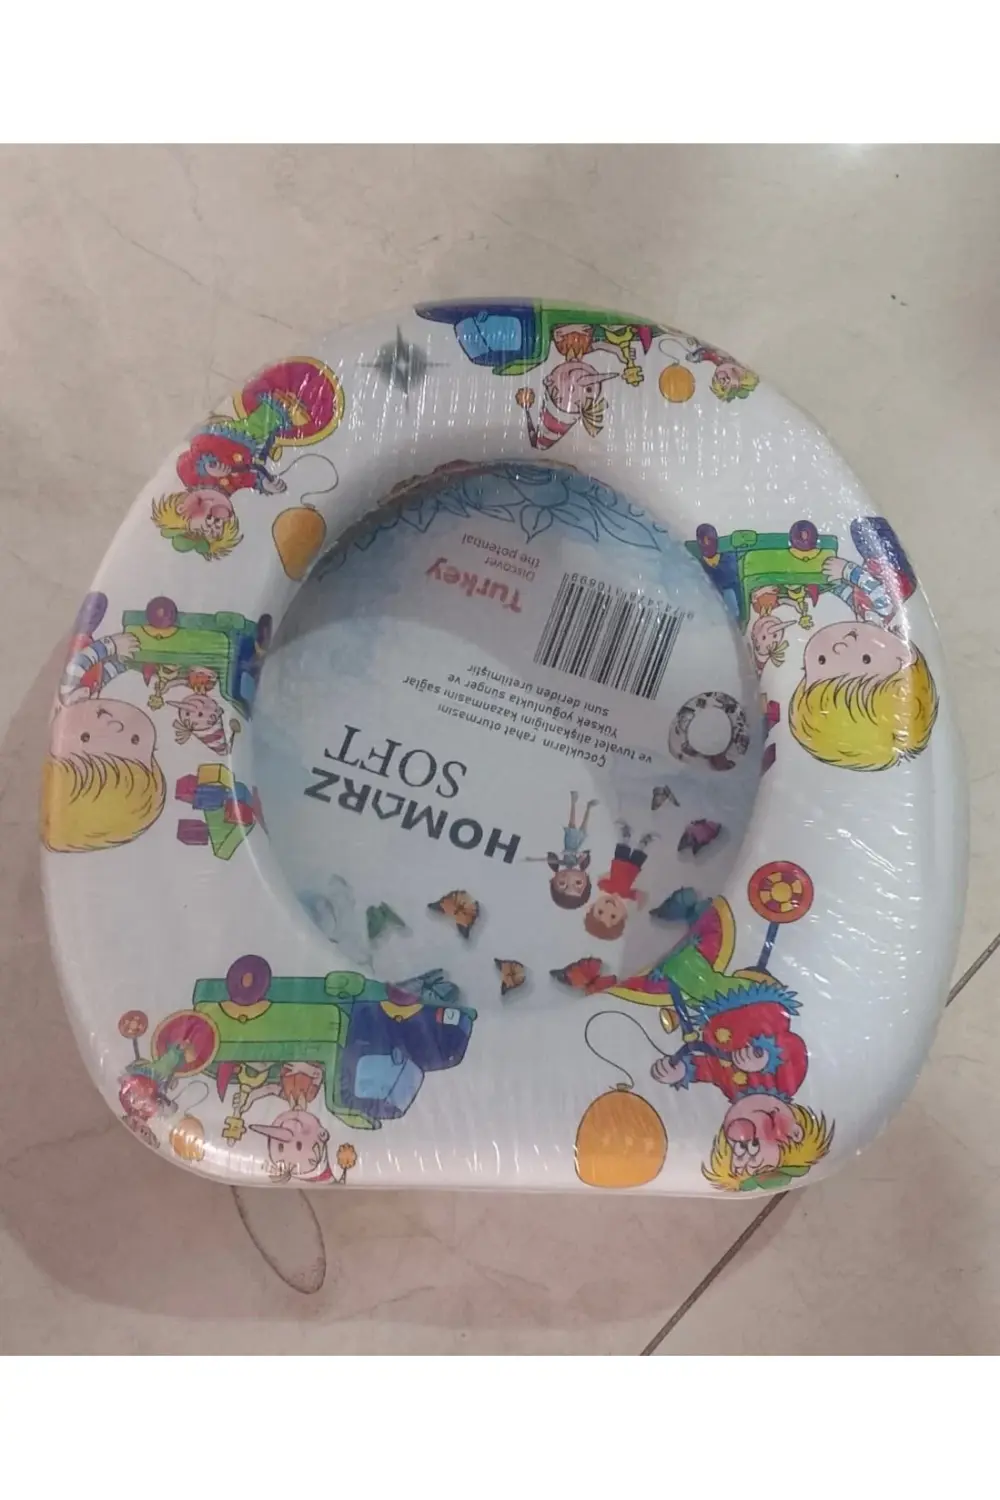 HOMARZ
SOFT
Çocukların rahat oturmasını
ve tuvalet alışkanlığını kazanmasını sağlar
Yüksek yoğunlukta sünger ve
suni deriden üretilmiştir
Discover
the potential
Turkey